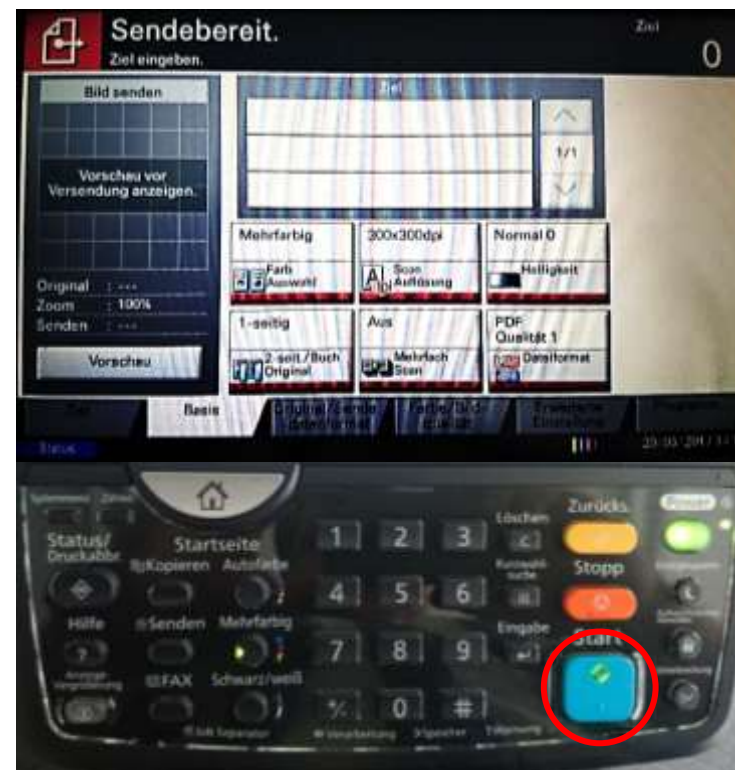 Sendebereit.
Ziel
Ziel eingeben.
0
Bild senden
Ziel
Vorschau vor
Versendung anzeigen.
1/1
Original : ---
Zoom : 100%
Senden : ---
Vorschau
Mehrfarbig
Farb
Auswahl
300x300dpi
Scan
Auflösung
Normal 0
Helligkeit
1-seitig
2-seit./Buch
Original
Aus
Mehrfach
Scan
PDF
Qualität 1
Dateiformat
Basis
Status
Status/
Druckabbr.
Startseite
Kopieren
Autofarbe
1 2 3
Löschen
Zurücks.
Power
C
Stopp
4 5 6
Hilfe
Senden
Mehrfarbig
Eingabe
Start
7 8 9
FAX
Schwarz/weiß
0 #